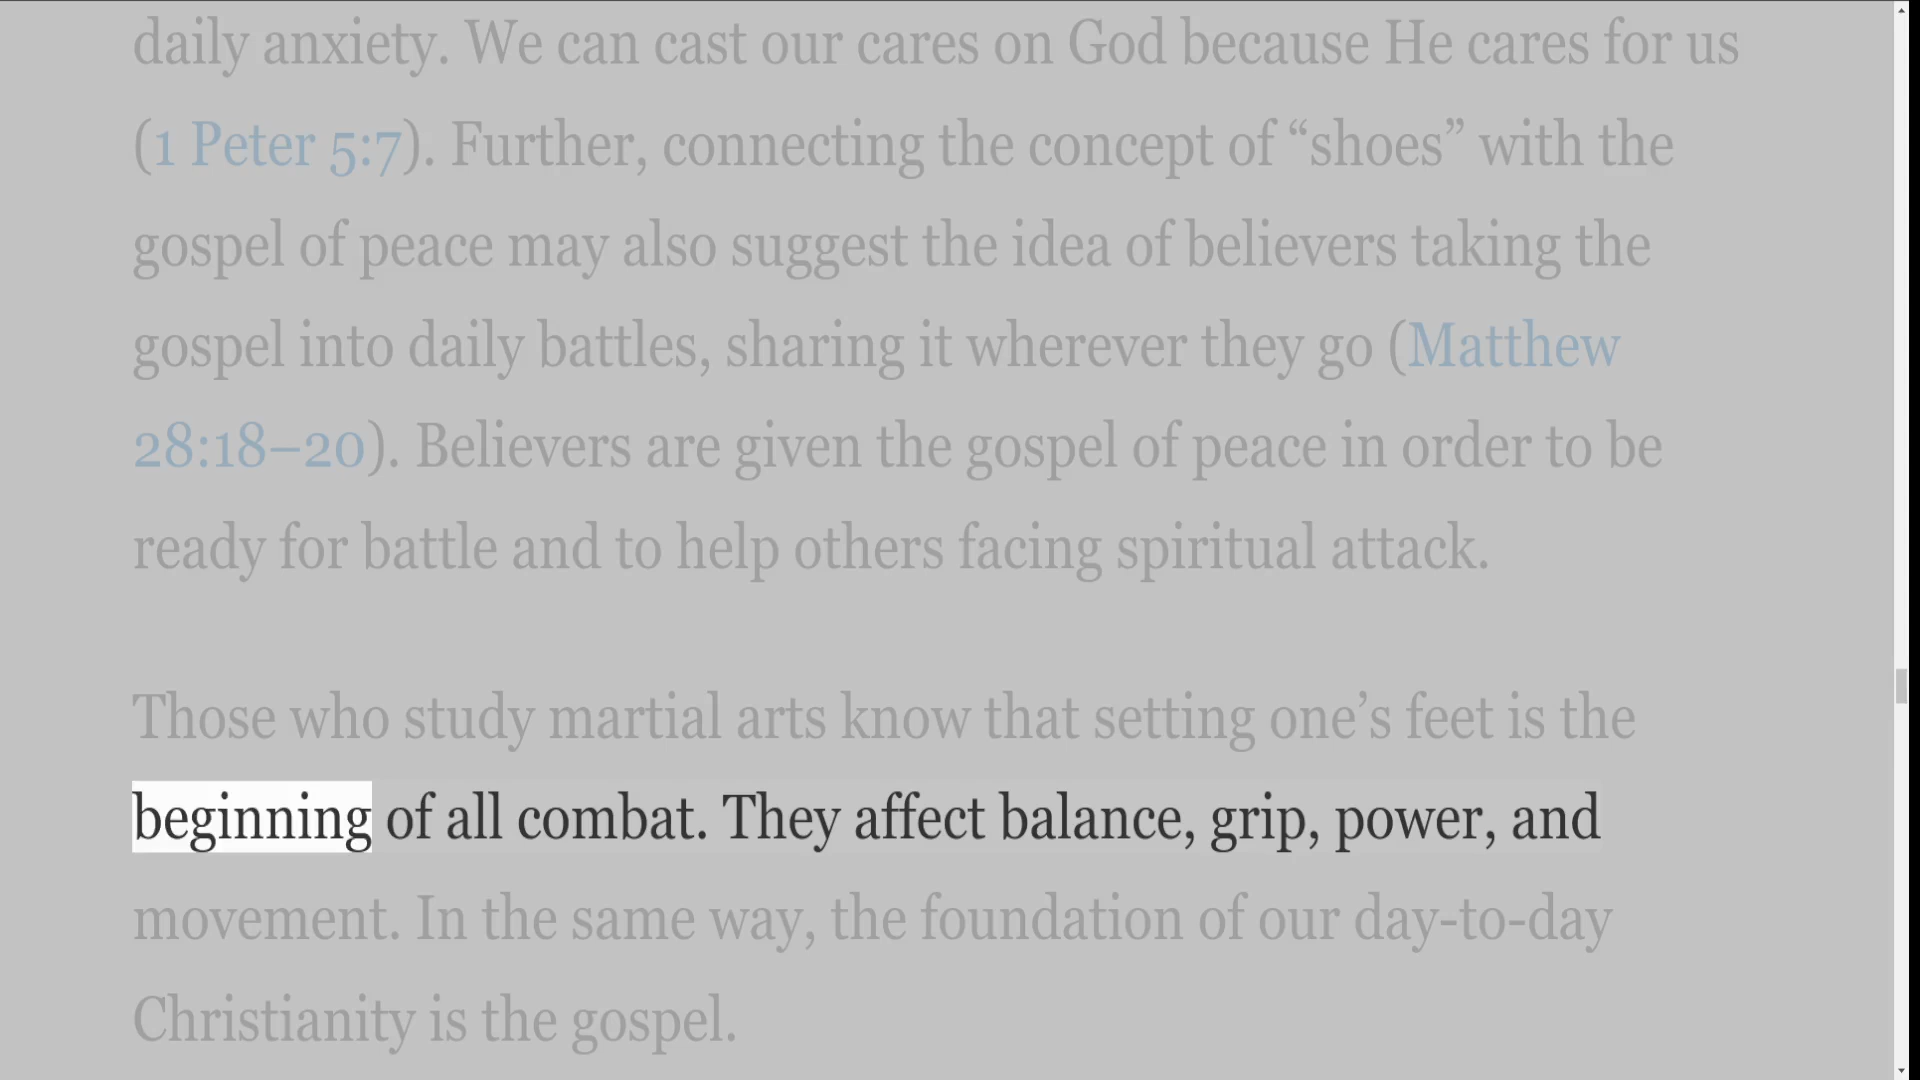 daily anxiety. We can cast our cares on God because He cares for us
(1 Peter 5:7). Further, connecting the concept of “shoes” with the
gospel of peace may also suggest the idea of believers taking the
gospel into daily battles, sharing it wherever they go (Matthew
28:18–20). Believers are given the gospel of peace in order to be
ready for battle and to help others facing spiritual attack.
Those who study martial arts know that setting one’s feet is the
beginning of all combat. They affect balance, grip, power, and
movement. In the same way, the foundation of our day-to-day
Christianity is the gospel.